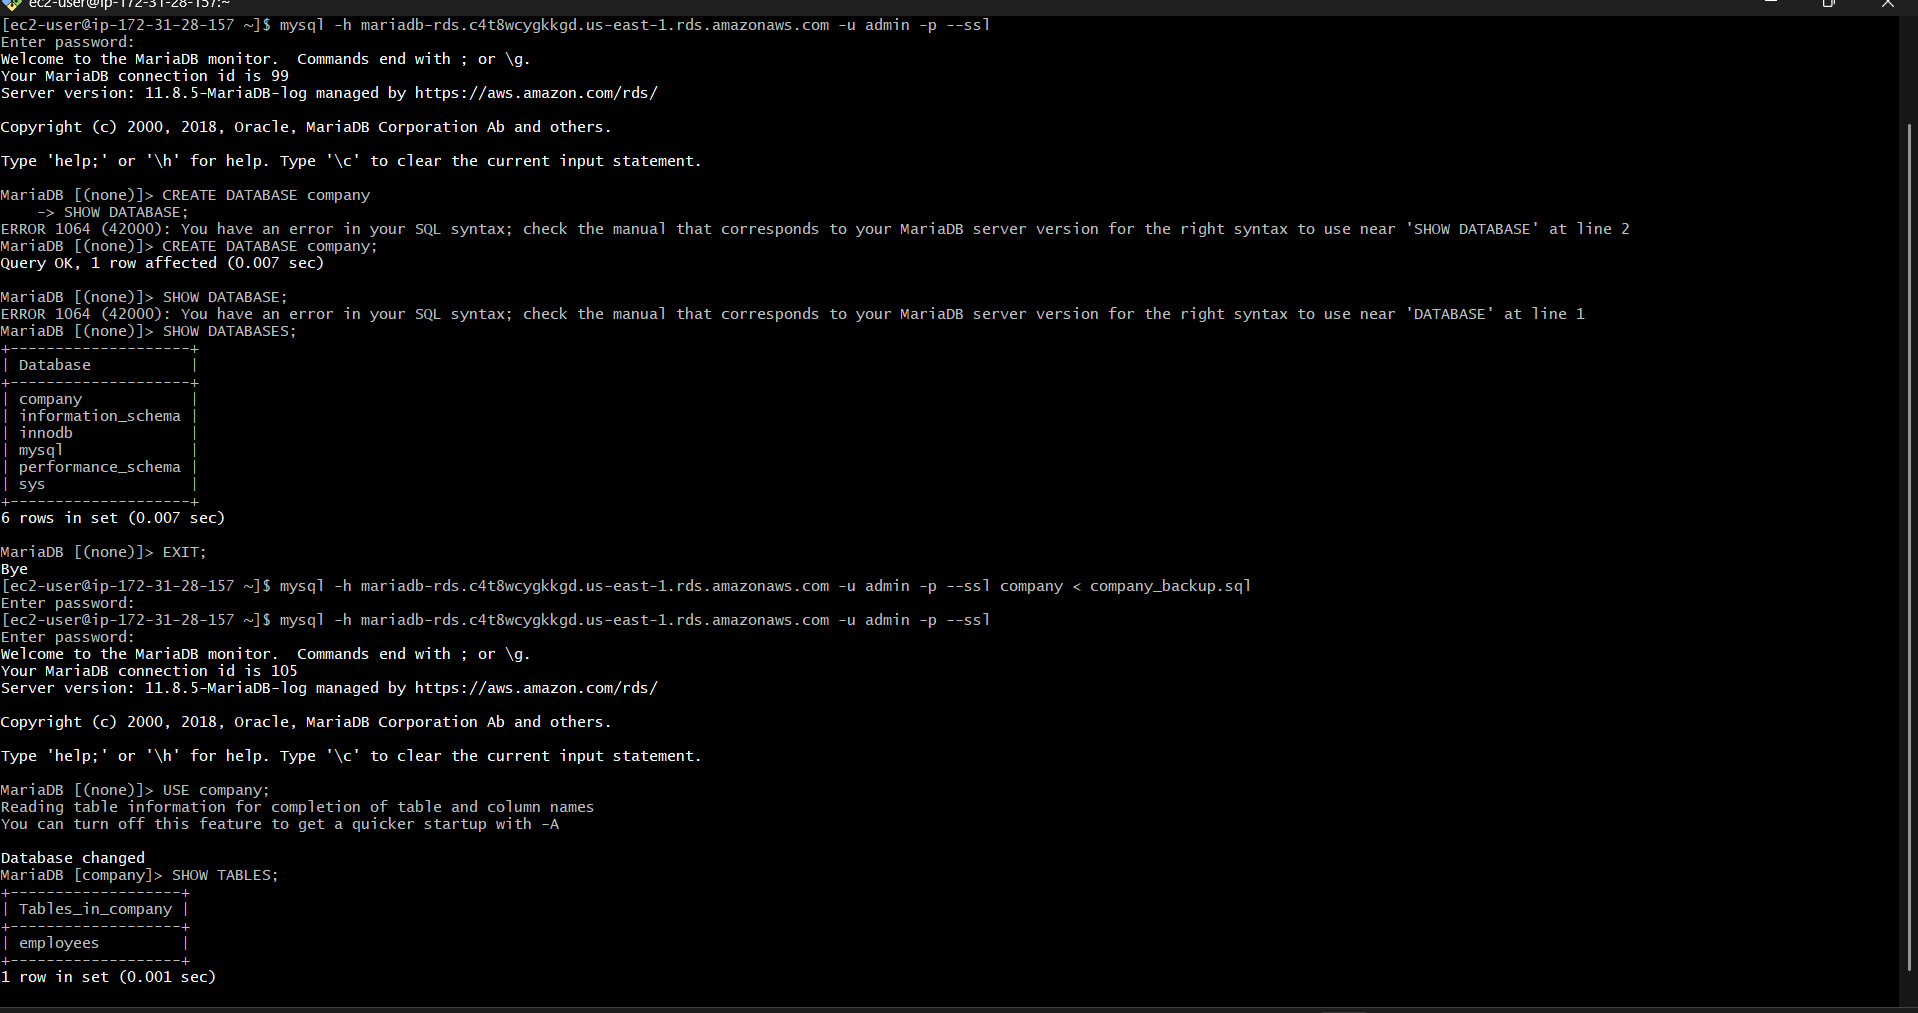 ec2-user@ip-172-31-28-157:~
[ec2-user@ip-172-31-28-157 ~]$ mysql -h mariadb-rds.c4t8wcygkkgd.us-east-1.rds.amazonaws.com -u admin -p --ssl
Enter password:
Welcome to the MariaDB monitor.  Commands end with ; or \g.
Your MariaDB connection id is 99
Server version: 11.8.5-MariaDB-log managed by https://aws.amazon.com/rds/

Copyright (c) 2000, 2018, Oracle, MariaDB Corporation Ab and others.

Type 'help;' or '\h' for help. Type '\c' to clear the current input statement.

MariaDB [(none)]> CREATE DATABASE company
    -> SHOW DATABASE;
ERROR 1064 (42000): You have an error in your SQL syntax; check the manual that corresponds to your MariaDB server version for the right syntax to use near 'SHOW DATABASE' at line 2
MariaDB [(none)]> CREATE DATABASE company;
Query OK, 1 row affected (0.007 sec)

MariaDB [(none)]> SHOW DATABASE;
ERROR 1064 (42000): You have an error in your SQL syntax; check the manual that corresponds to your MariaDB server version for the right syntax to use near 'DATABASE' at line 1
MariaDB [(none)]> SHOW DATABASES;
+--------------------+
| Database           |
+--------------------+
| company            |
| information_schema |
| innodb             |
| mysql              |
| performance_schema |
| sys                |
+--------------------+
6 rows in set (0.007 sec)

MariaDB [(none)]> EXIT;
Bye
[ec2-user@ip-172-31-28-157 ~]$ mysql -h mariadb-rds.c4t8wcygkkgd.us-east-1.rds.amazonaws.com -u admin -p --ssl company < company_backup.sql
Enter password:
[ec2-user@ip-172-31-28-157 ~]$ mysql -h mariadb-rds.c4t8wcygkkgd.us-east-1.rds.amazonaws.com -u admin -p --ssl
Enter password:
Welcome to the MariaDB monitor.  Commands end with ; or \g.
Your MariaDB connection id is 105
Server version: 11.8.5-MariaDB-log managed by https://aws.amazon.com/rds/

Copyright (c) 2000, 2018, Oracle, MariaDB Corporation Ab and others.

Type 'help;' or '\h' for help. Type '\c' to clear the current input statement.

MariaDB [(none)]> USE company;
Reading table information for completion of table and column names
You can turn off this feature to get a quicker startup with -A

Database changed
MariaDB [company]> SHOW TABLES;
+-------------------+
| Tables_in_company |
+-------------------+
| employees         |
+-------------------+
1 row in set (0.001 sec)